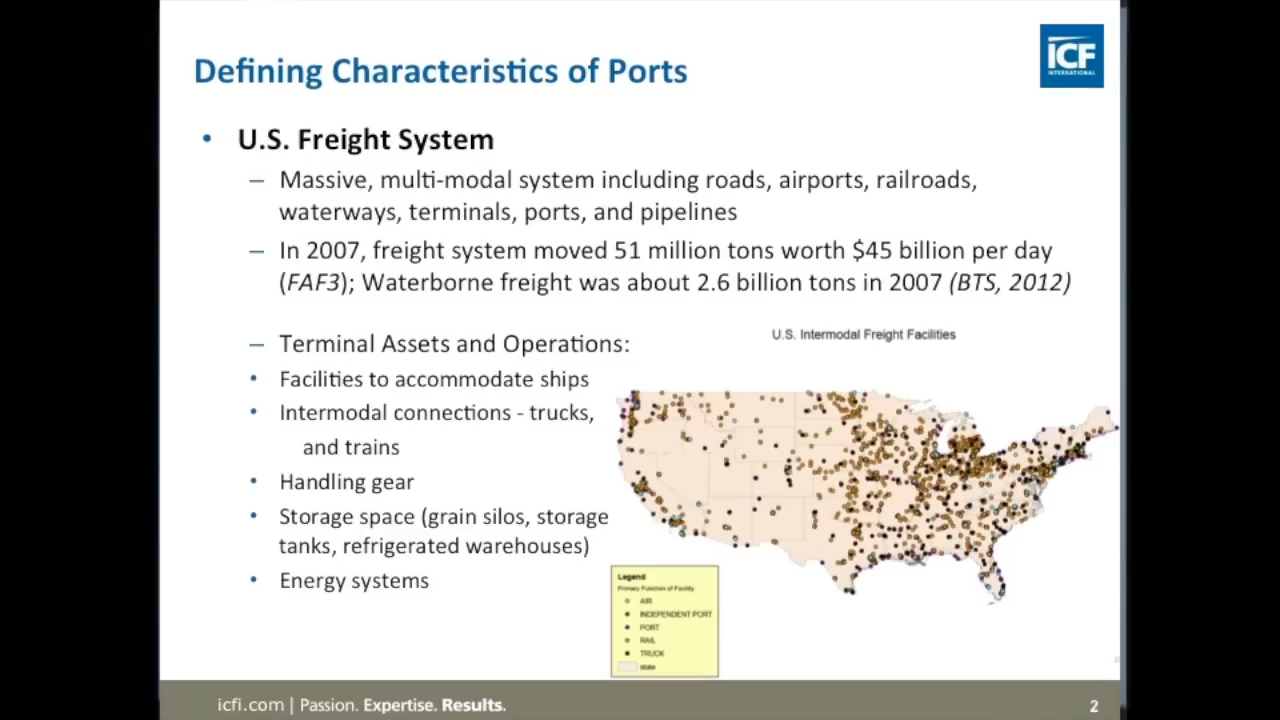 Defining Characteristics of Ports
ICF
INTERNATIONAL
• U.S. Freight System
– Massive, multi-modal system including roads, airports, railroads,
waterways, terminals, ports, and pipelines
– In 2007, freight system moved 51 million tons worth $45 billion per day
(FAF3); Waterborne freight was about 2.6 billion tons in 2007 (BTS, 2012)
– Terminal Assets and Operations:
• Facilities to accommodate ships
• Intermodal connections - trucks,
and trains
• Handling gear
• Storage space (grain silos, storage
tanks, refrigerated warehouses)
• Energy systems
U.S. Intermodal Freight Facilities
Legend
Primary Function of Facility
AIR
INDEPENDENT PORT
PORT
RAIL
TRUCK
state
icfi.com | Passion. Expertise. Results.
2